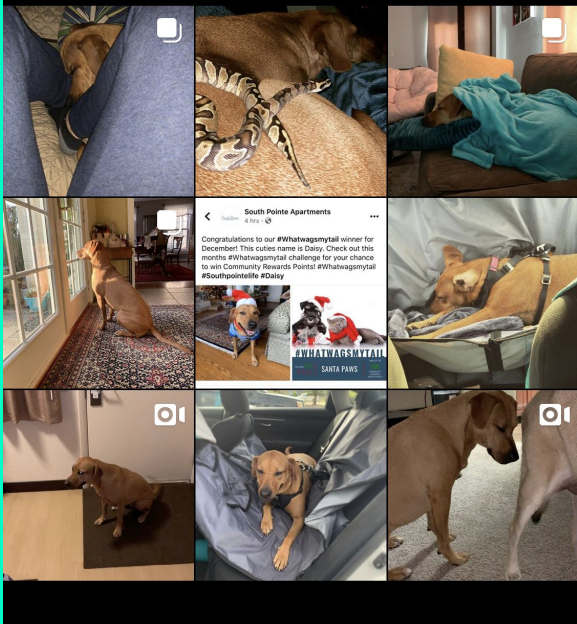 South Pointe Apartments
4 hrs
Congratulations to our #Whatwagsmytail winner for
December! This cuties name is Daisy. Check out this
months #Whatwagsmytail challenge for your chance
to win Community Rewards Points! #Whatwagsmytail
#Southpointelife #Daisy
#WHATWAGSMYTAIL
SANTA PAWS